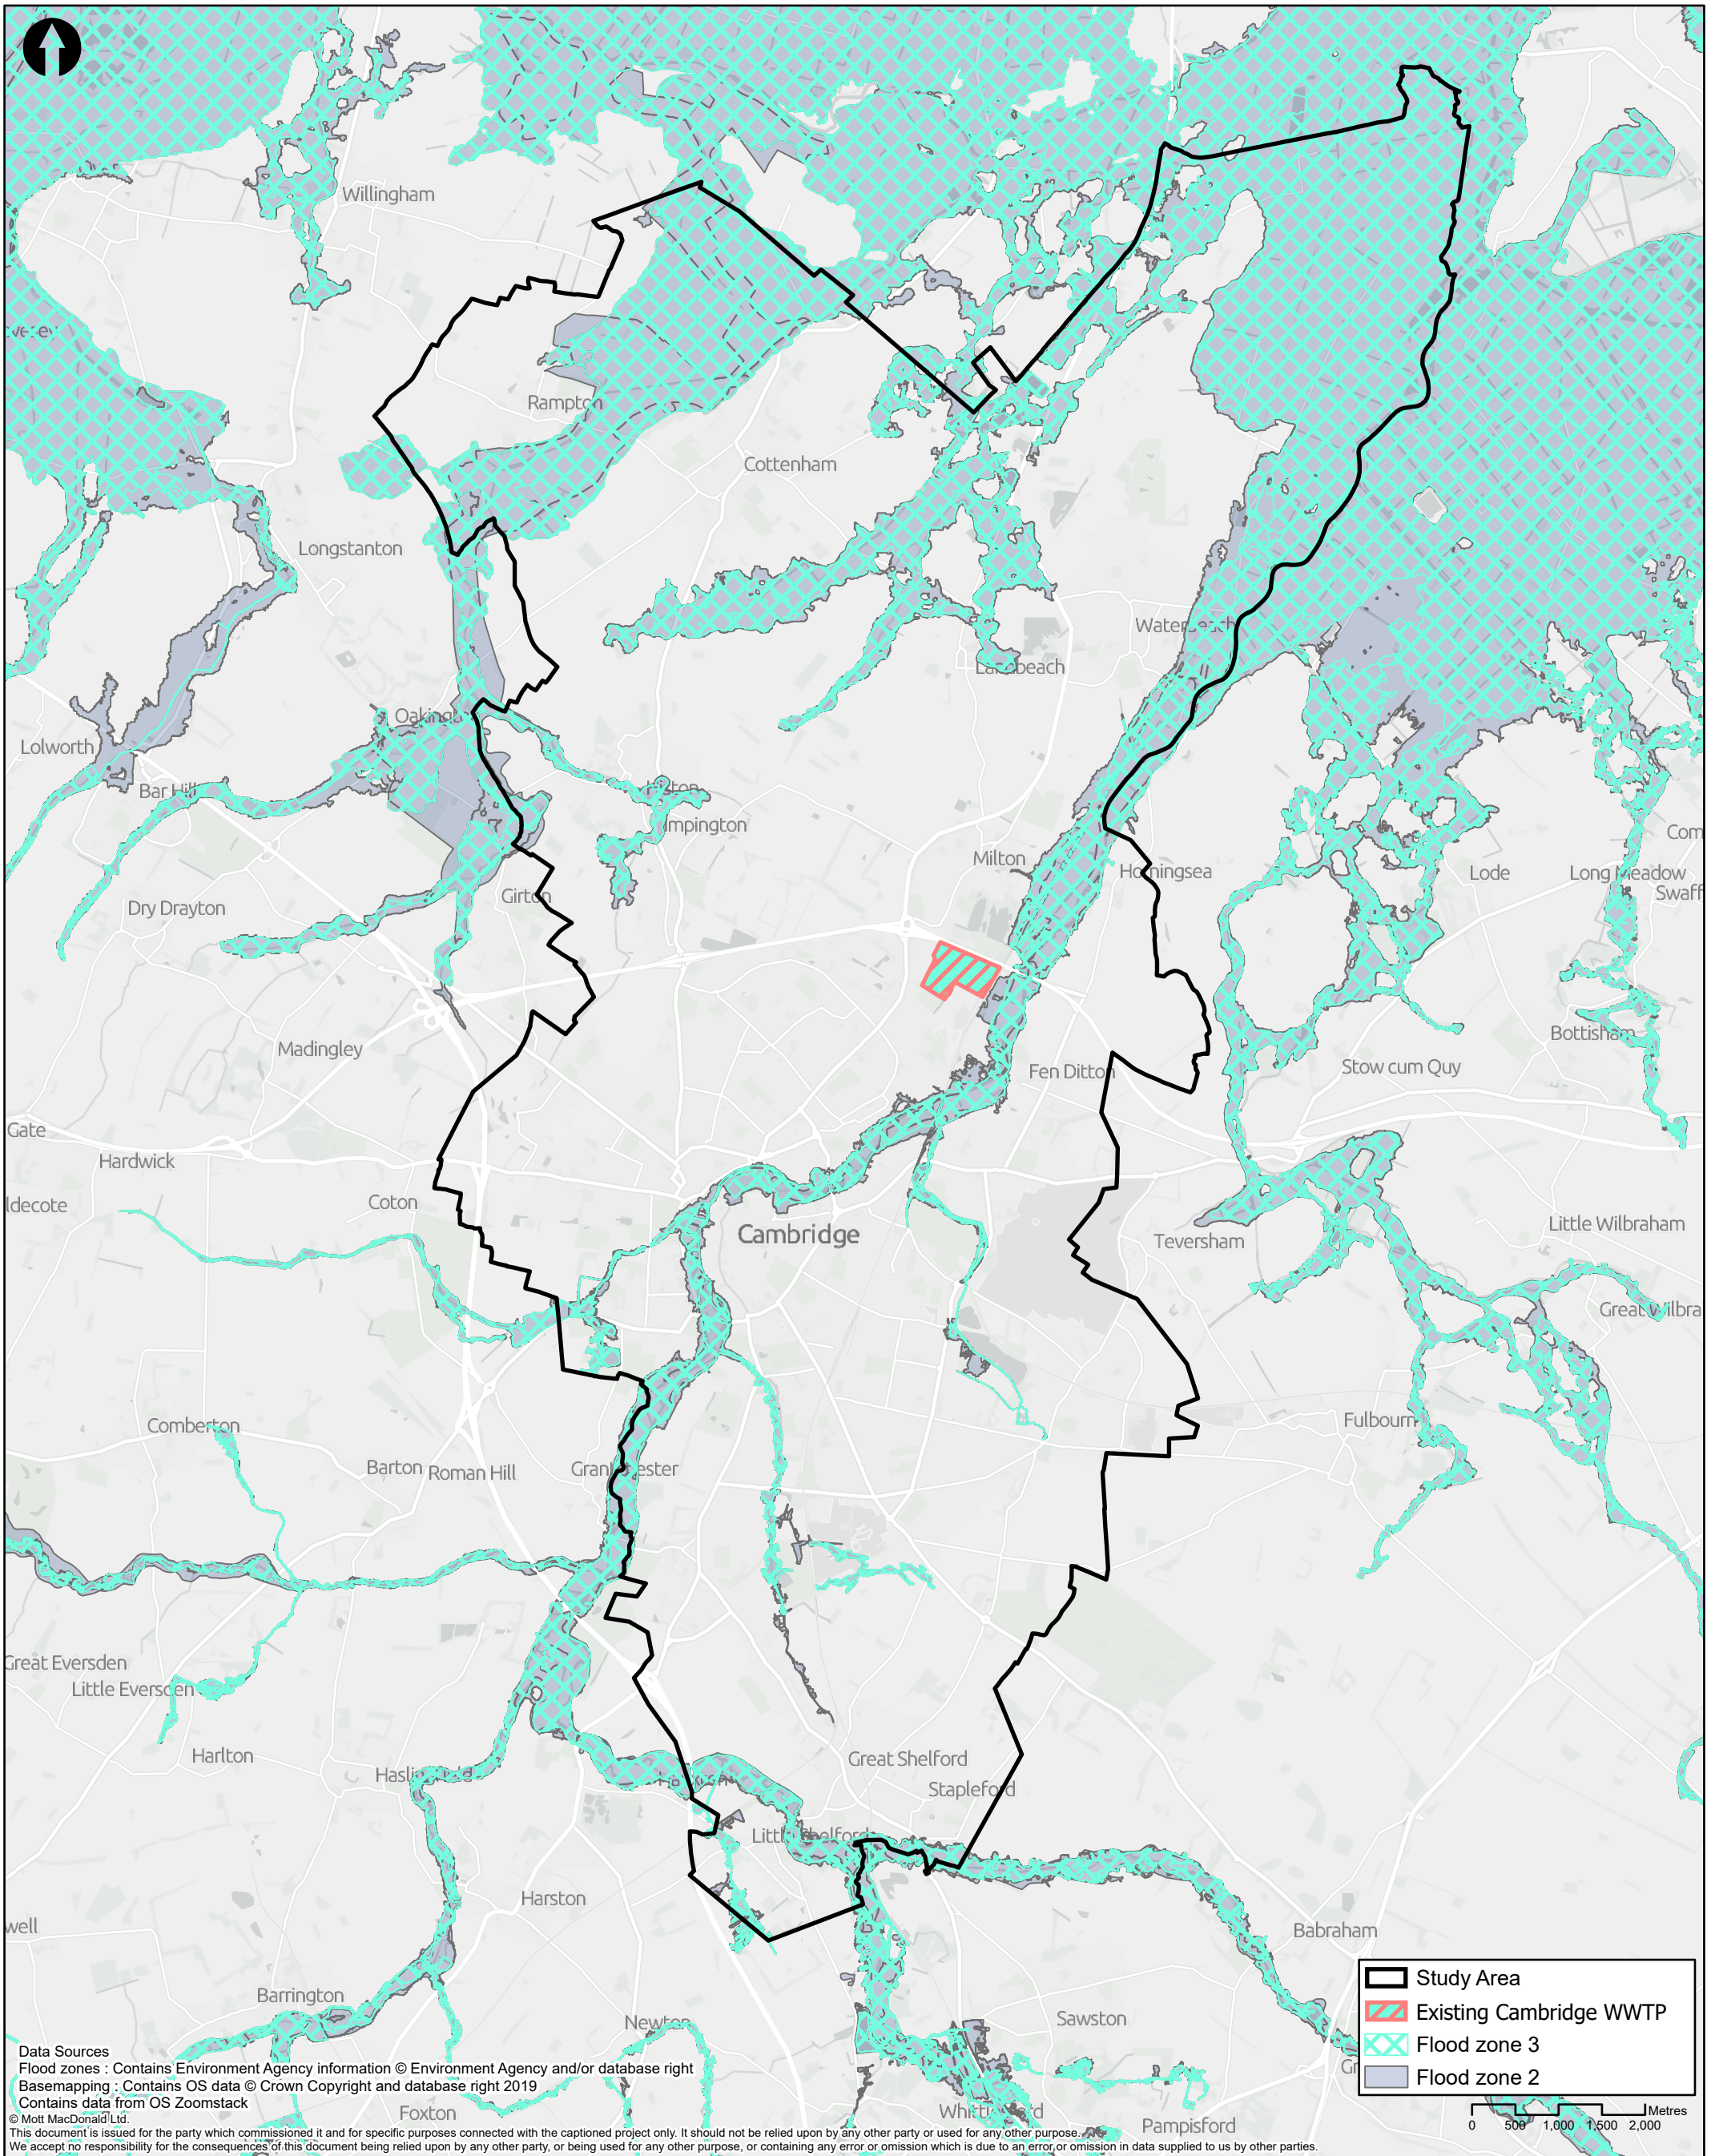 Willingham
Rampton
Cottenham
Longstanton
Waterbeach
Landbeach
Oakington
Lolworth
Bar Hill
Histon
Impington
Com
Milton
Horningsea
Lode
Long Meadow
Swaff
Girton
Dry Drayton
Bottisham
Madingley
Fen Ditton
Stow cum Quy
Gate
Hardwick
Coton
ldecote
Cambridge
Teversham
Little Wilbraham
Great Wilbra
Comberton
Fulbourn
Barton
Roman Hill
Grantchester
Great Eversden
Little Eversden
Harlton
Haslingfield
Hauxton
Great Shelford
Stapleford
Little Shelford
Harston
Babraham
well
Barrington
Newton
Sawston
Gr
Foxton
Whittlesford
Pampisford
Study Area
Existing Cambridge WWTP
Flood zone 3
Flood zone 2
Metres
0 500 1,000 1,500 2,000
Data Sources
Flood zones : Contains Environment Agency information © Environment Agency and/or database right
Basemapping : Contains OS data © Crown Copyright and database right 2019
Contains data from OS Zoomstack
© Mott MacDonald Ltd.
This document is issued for the party which commissioned it and for specific purposes connected with the captioned project only. It should not be relied upon by any other party or used for any other purpose.
We accept no responsibility for the consequences of this document being relied upon by any other party, or being used for any other purpose, or containing any error or omission which is due to an error or omission in data supplied to us by other parties.